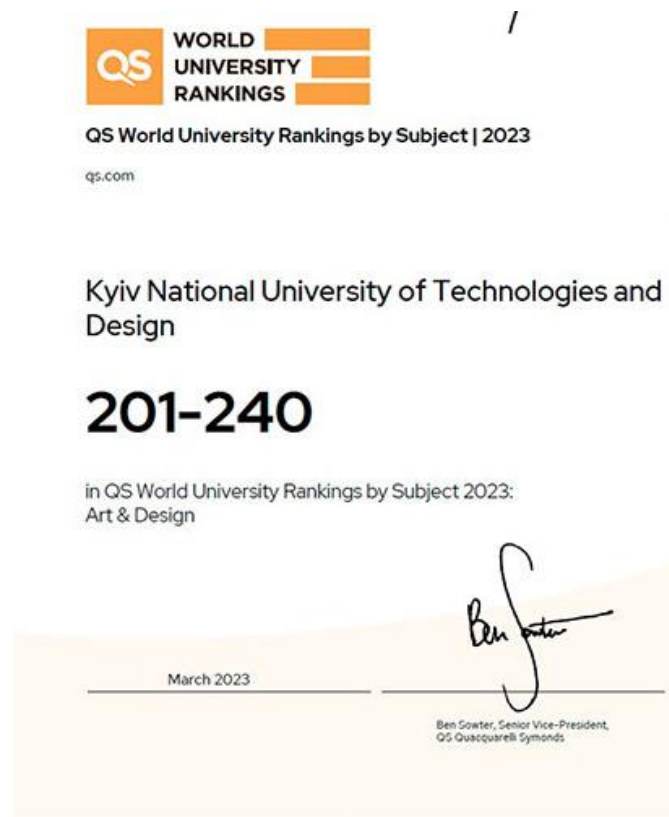 QS
WORLD
UNIVERSITY
RANKINGS
QS World University Rankings by Subject | 2023
qs.com
Kyiv National University of Technologies and
Design
201-240
in QS World University Rankings by Subject 2023:
Art & Design
Ben Sowter
March 2023
Ben Sowter, Senior Vice-President,
QS Quacquarelli Symonds